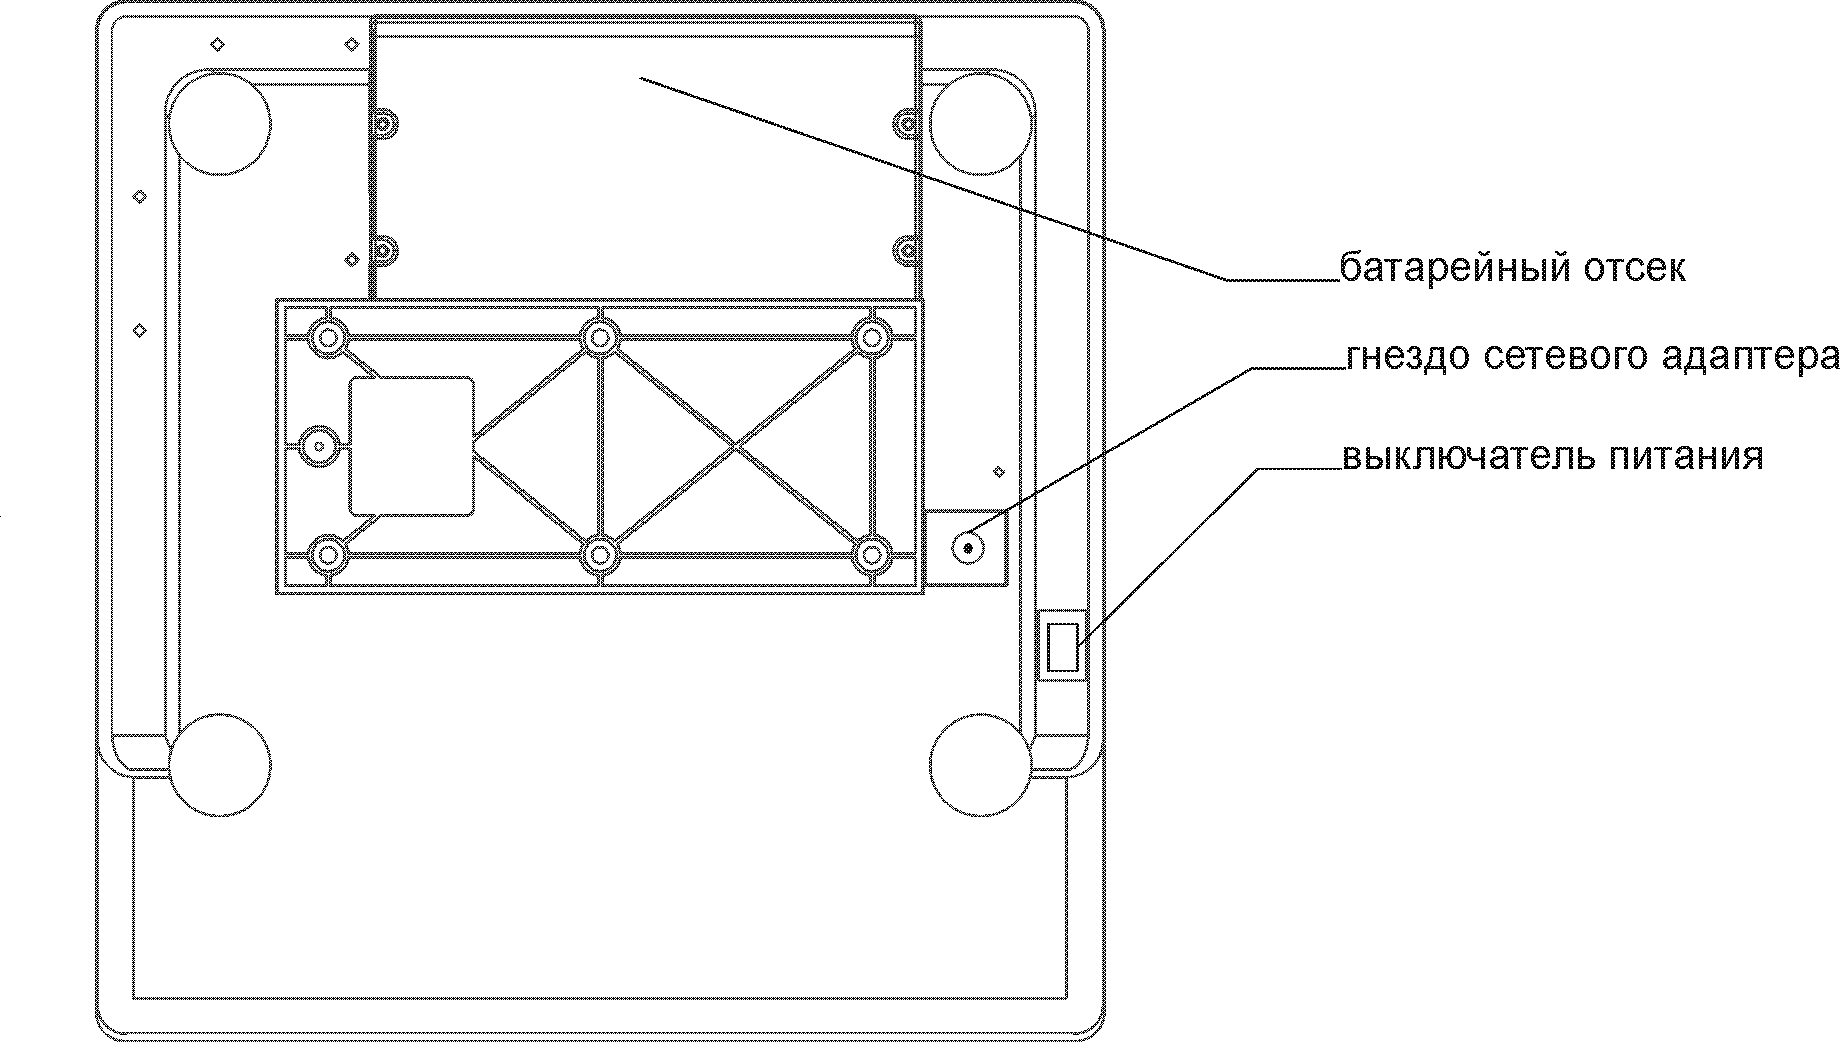 батарейный отсек
гнездо сетевого адаптера
выключатель питания